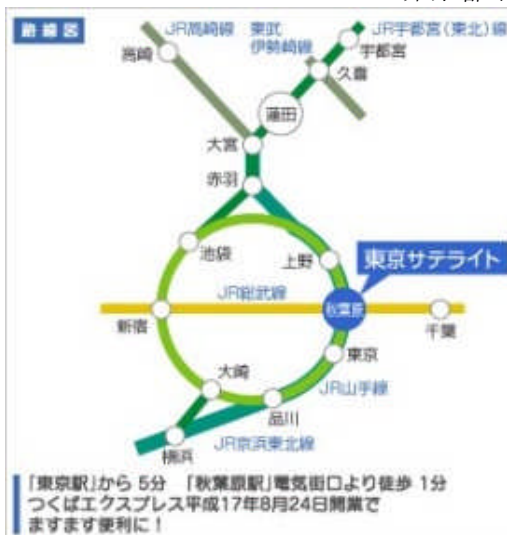 路線図
JR高崎線
東武
伊勢崎線
JR宇都宮(東北)線
高崎
宇都宮
久喜
蓮田
大宮
赤羽
池袋
上野
東京サテライト
JR総武線
新宿
秋葉原
千葉
東京
大崎
JR山手線
品川
横浜
JR京浜東北線
「東京駅」から 5分 「秋葉原駅」電気街口より徒歩 1分
つくばエクスプレス平成17年8月24日開業で
ますます便利に！